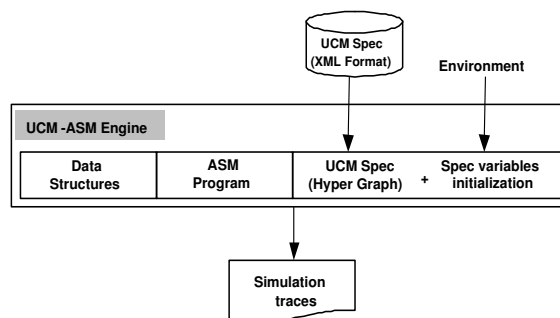 UCM Spec
(XML Format)
Environment
UCM -ASM Engine
Data
Structures
ASM
Program
UCM Spec
(Hyper Graph)
+
Spec variables
initialization
Simulation
traces